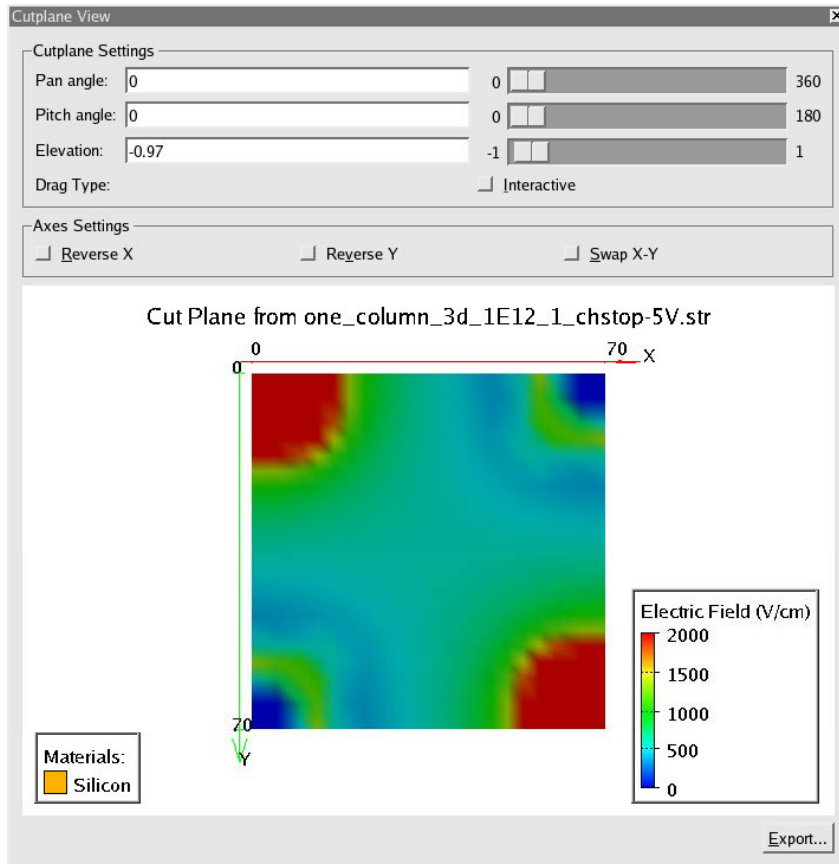 Cutplane View
Cutplane Settings
Pan angle: 0 0 360
Pitch angle: 0 0 180
Elevation: -0.97 -1 1
Drag Type: Interactive
Axes Settings
Reverse X Reverse Y Swap X-Y
Cut Plane from one_column_3d_1E12_1_chstop-5V.str
0 70 X
0
70
Y
Electric Field (V/cm)
2000
1500
1000
500
0
Materials:
Silicon
Export...